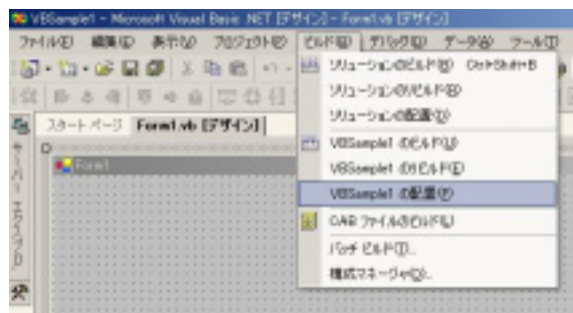 VBSample1 - Microsoft Visual Basic .NET [デザイン] - Form1.vb [デザイン]
ファイル(F) 編集(E) 表示(V) プロジェクト(P) ビルド(B) デバッグ(D) データ(A) ツール(T)
ソリューションのビルド(B) Ctrl+Shift+B
ソリューションのリビルド(R)
ソリューションの配置(D)
スタート ページ Form1.vb [デザイン]
VBSample1 のビルド(U)
Form1
VBSample1 のリビルド(E)
VBSample1 の配置(P)
CAB ファイルのビルド(L)
バッチ ビルド(T)...
構成マネージャ(O)...